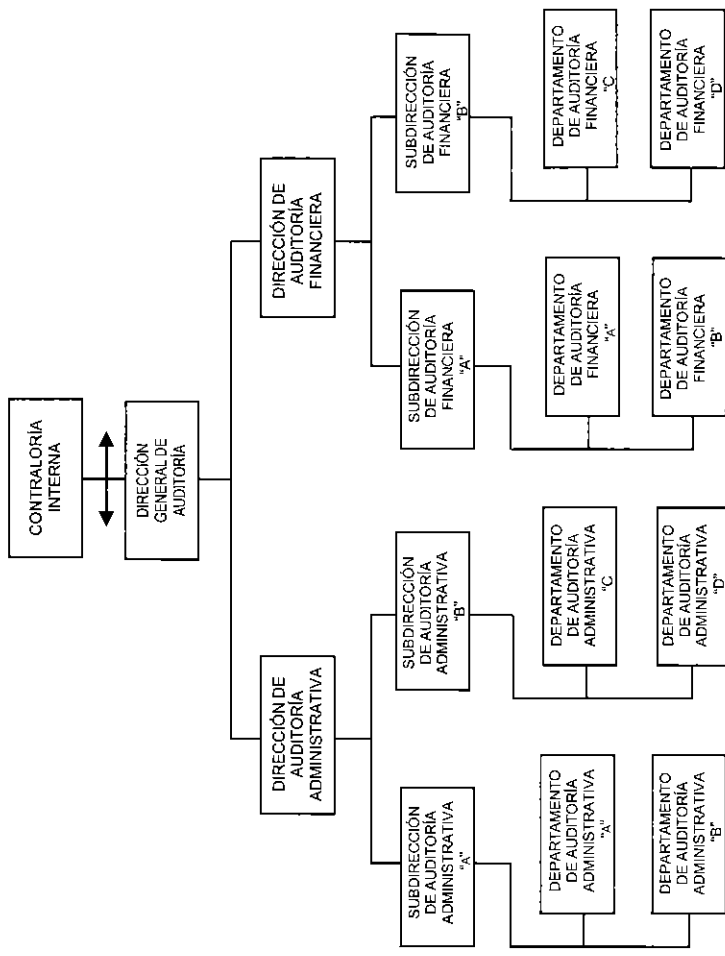 CONTRALORÍA
INTERNA
DIRECCIÓN
GENERAL DE
AUDITORÍA
DIRECCIÓN DE
AUDITORÍA
ADMINISTRATIVA
DIRECCIÓN DE
AUDITORÍA
FINANCIERA
SUBDIRECCIÓN
DE AUDITORÍA
ADMINISTRATIVA
"A"
SUBDIRECCIÓN
DE AUDITORÍA
ADMINISTRATIVA
"B"
SUBDIRECCIÓN
DE AUDITORÍA
FINANCIERA
"A"
SUBDIRECCIÓN
DE AUDITORÍA
FINANCIERA
"B"
DEPARTAMENTO
DE AUDITORÍA
ADMINISTRATIVA
"A"
DEPARTAMENTO
DE AUDITORÍA
ADMINISTRATIVA
"C
DEPARTAMENTO
DE AUDITORÍA
FINANCIERA
"A"
DEPARTAMENTO
DE AUDITORÍA
FINANCIERA
"C
DEPARTAMENTO
DE AUDITORÍA
ADMINISTRATIVA
"B"
DEPARTAMENTO
DE AUDITORÍA
ADMINISTRATIVA
"D"
DEPARTAMENTO
DE AUDITORÍA
FINANCIERA
"B"
DEPARTAMENTO
DE AUDITORÍA
FINANCIERA
"D"